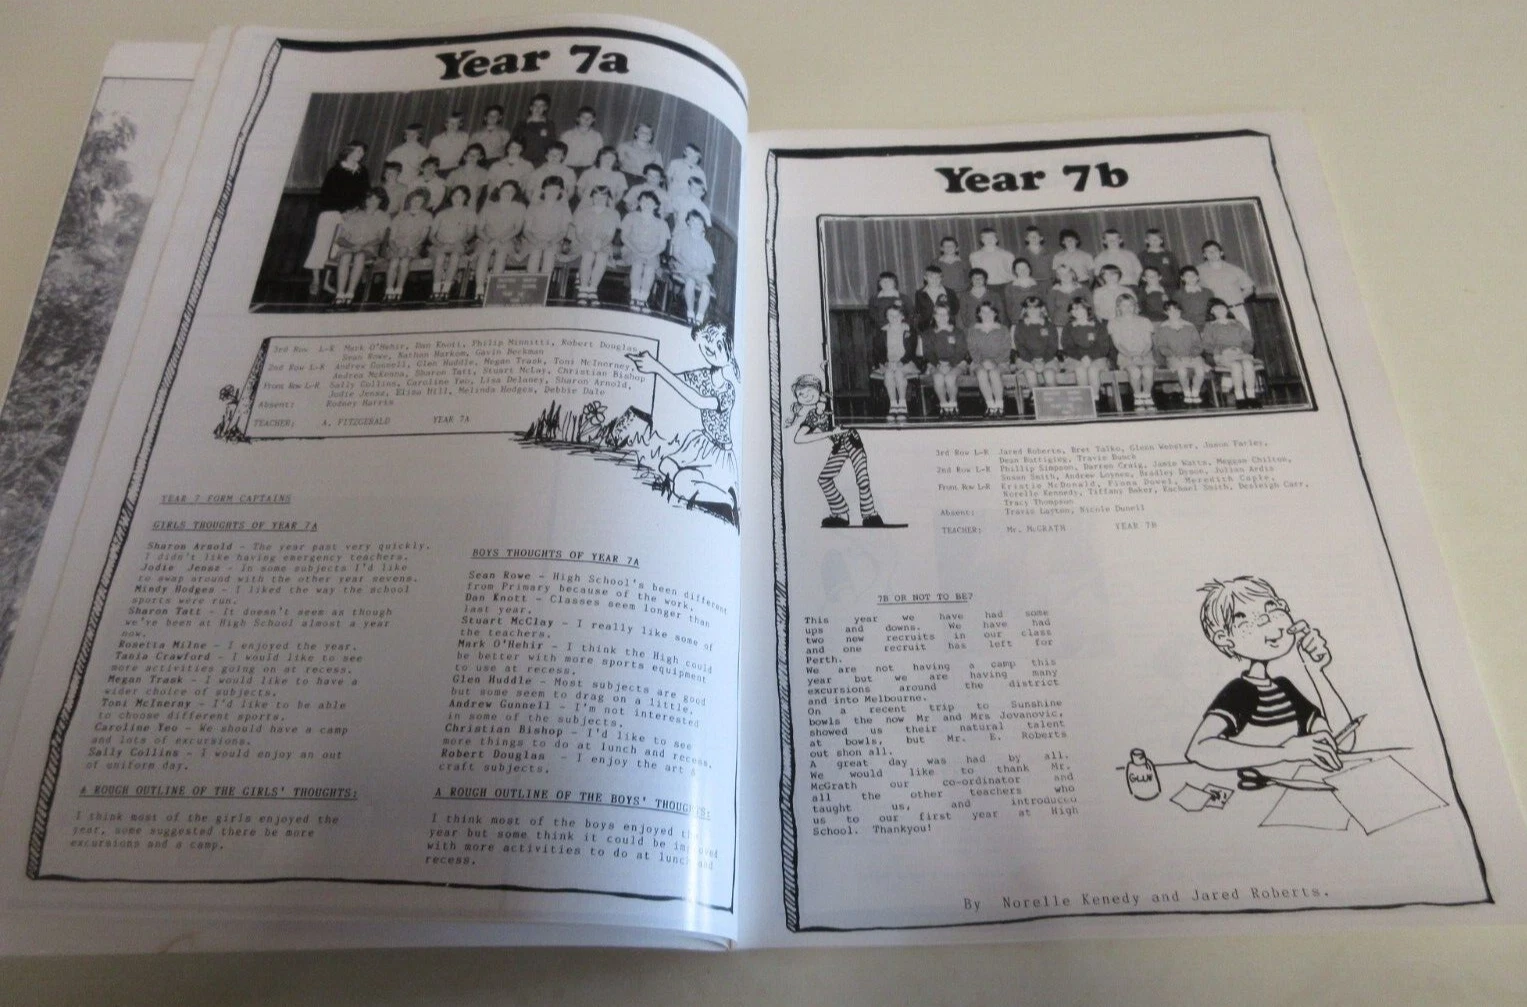 Year 7a
3rd Row L-R Mark O'Hehir, Dan Knott, Philip Minnitti, Robert Douglas,
Sean Rowe, Nathan Harkom, Gavin Beckman
2nd Row L-R Andrea Gunnell, Glen Huddle, Megan Trask, Toni McInerney,
Andrea McKenna, Sharon Tatt, Stuart McLay, Christian Bishop
Front Row L-R Sally Collins, Caroline Yeo, Lisa Delaney, Sharon Arnold,
Jodie Jensz, Elisa Hill, Melinda Hodges, Debbie Dale
Absent: Rodney Harris
TEACHER: A. FITZGERALD YEAR 7A
YEAR 7 FORM CAPTAINS
GIRLS THOUGHTS OF YEAR 7A
Sharon Arnold - The year past very quickly.
I didn't like having emergency teachers.
Jodie Jensz - In some subjects I'd like
to swap around with the other year sevens.
Mindy Hodges - I liked the way the school
sports were run.
Sharon Tatt - It doesn't seem as though
we've been at High School almost a year
now.
Rosetta Milne - I enjoyed the year.
Tania Crawford - I would like to see
more activities going on at recess.
Megan Trask - I would like to have a
wider choice of subjects.
Toni McInerny - I'd like to be able
to choose different sports.
Caroline Yeo - We should have a camp
and lots of excursions.
Sally Collins - I would enjoy an out
of uniform day.
A ROUGH OUTLINE OF THE GIRLS' THOUGHTS:
I think most of the girls enjoyed the
year, some suggested there be more
excursions and a camp.
BOYS THOUGHTS OF YEAR 7A
Sean Rowe - High School's been different
from Primary because of the work.
Dan Knott - Classes seem longer than
last year.
Stuart McClay - I really like some of
the teachers.
Mark O'Hehir - I think the High could
be better with more sports equipment
to use at recess.
Glen Huddle - Most subjects are good
but some seem to drag on a little.
Andrew Gunnell - I'm not interested
in some of the subjects.
Christian Bishop - I'd like to see
more things to do at lunch and recess.
Robert Douglas - I enjoy the art &
craft subjects.
A ROUGH OUTLINE OF THE BOYS' THOUGHTS:
I think most of the boys enjoyed the
year but some think it could be improved
with more activities to do at lunch and
recess.
Year 7b
3rd Row L-R Jared Roberts, Bret Talko, Glenn Webster, Jason Farley,
Dean Buttigieg, Travis Bunck
2nd Row L-R Phillip Simpson, Darren Craig, Jamie Watts, Meggan Chilton,
Susan Smith, Andrew Loynes, Bradley Dyson, Julian Ardis
Front Row L-R Kristie McDonald, Fiona Dowel, Meredith Capke,
Norelle Kennedy, Tiffany Baker, Rachael Smith, Desleigh Carr,
Tracy Thompson
Absent: Travis Layton, Nicole Dunell
TEACHER: Mr. McGRATH YEAR 7B
7B OR NOT TO BE?
This year we have had some
ups and downs. We have had
two new recruits in our class
and one recruit has left for
Perth.
We are not having a camp this
year but we are having many
excursions around the district
and into Melbourne.
On a recent trip to Sunshine
bowls the now Mr and Mrs Jovanovic,
showed us their natural talent
at bowls, but Mr. E. Roberts
out shon all.
A great day was had by all.
We would like to thank Mr.
McGrath our co-ordinator and
all the other teachers who
taught us, and introduced
us to our first year at High
School. Thankyou!
By Norelle Kenedy and Jared Roberts.